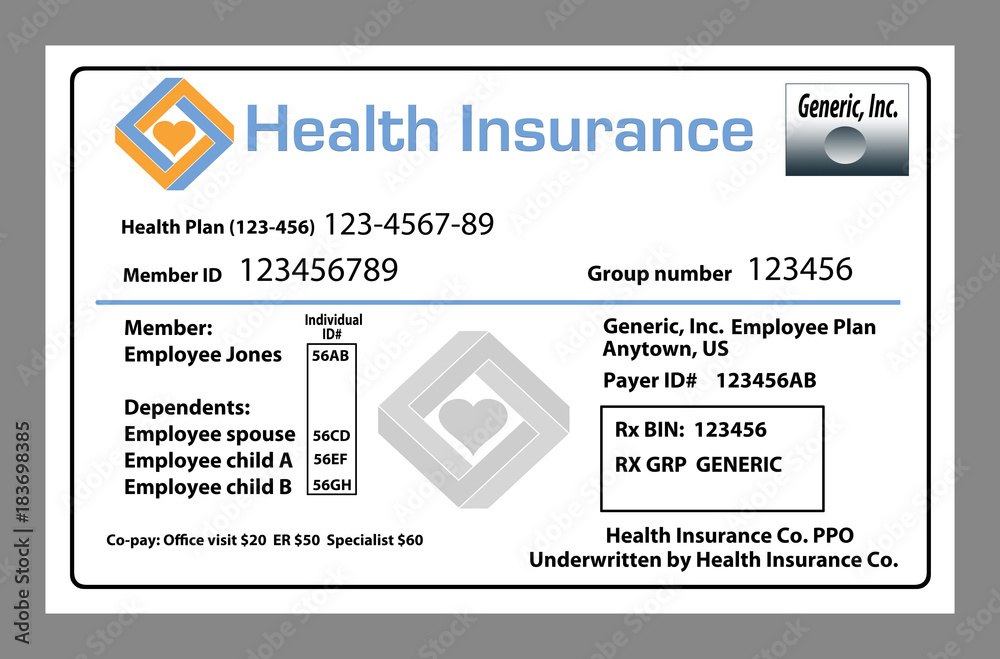 Health Insurance
Generic, Inc.
Health Plan (123-456) 123-4567-89
Member ID 123456789
Group number 123456
Member:
Employee Jones
Individual
ID#
56AB
Dependents:
Employee spouse 56CD
Employee child A 56EF
Employee child B 56GH
Co-pay: Office visit $20 ER $50 Specialist $60
Generic, Inc. Employee Plan
Anytown, US
Payer ID# 123456AB
Rx BIN: 123456
RX GRP GENERIC
Health Insurance Co. PPO
Underwritten by Health Insurance Co.
Adobe Stock | #183698385
Adobe Stock